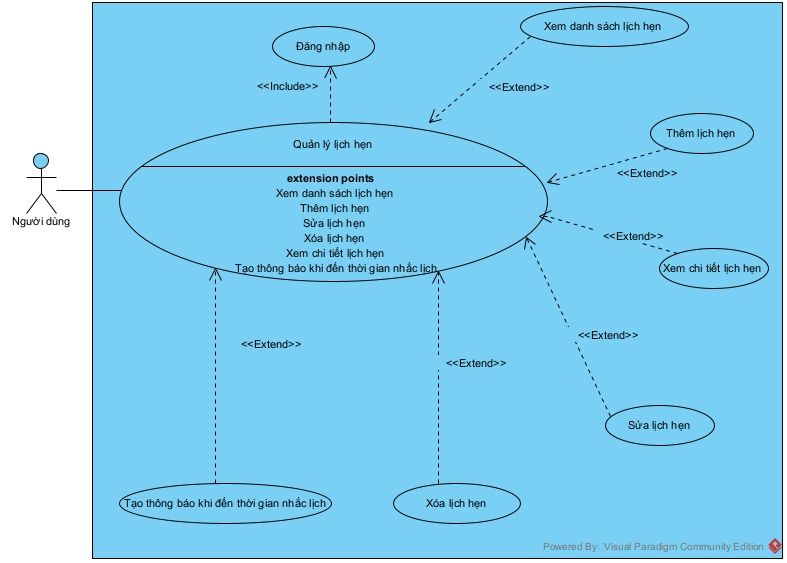 Đăng nhập
Xem danh sách lịch hẹn
<<Include>>
<<Extend>>
Thêm lịch hẹn
Quản lý lịch hẹn
<<Extend>>
extension points
Xem danh sách lịch hẹn
Thêm lịch hẹn
Sửa lịch hẹn
Xóa lịch hẹn
Xem chi tiết lịch hẹn
Tạo thông báo khi đến thời gian nhắc lịch
Người dùng
<<Extend>>
Xem chi tiết lịch hẹn
<<Extend>>
<<Extend>>
<<Extend>>
Sửa lịch hẹn
Tạo thông báo khi đến thời gian nhắc lịch
Xóa lịch hẹn
Powered By Visual Paradigm Community Edition